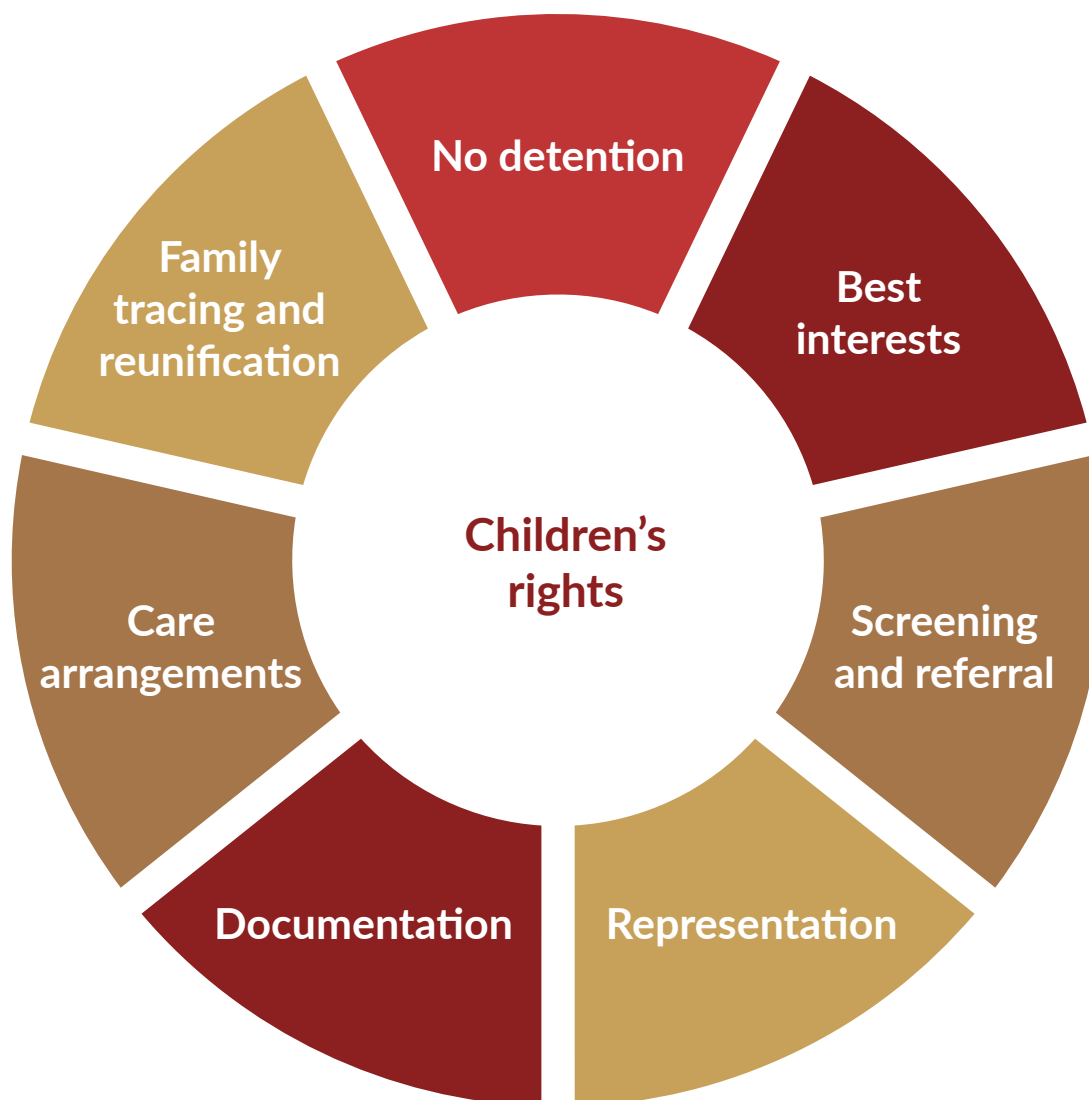 No detention
Best
interests
Screening
and referral
Representation
Documentation
Care
arrangements
Family
tracing and
reunification
Children’s
rights